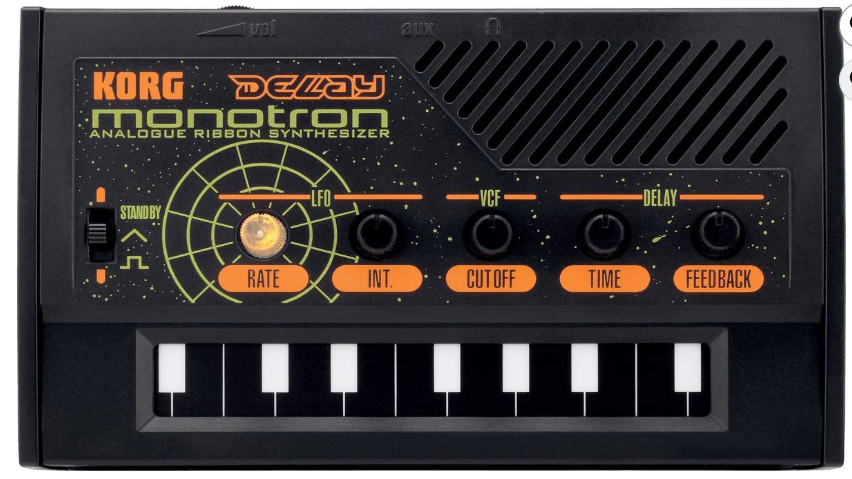 vol
aux
KORG
DELAY
monotron
ANALOGUE RIBBON SYNTHESIZER
STANDBY
LFO
VCF
DELAY
RATE
INT.
CUTOFF
TIME
FEEDBACK